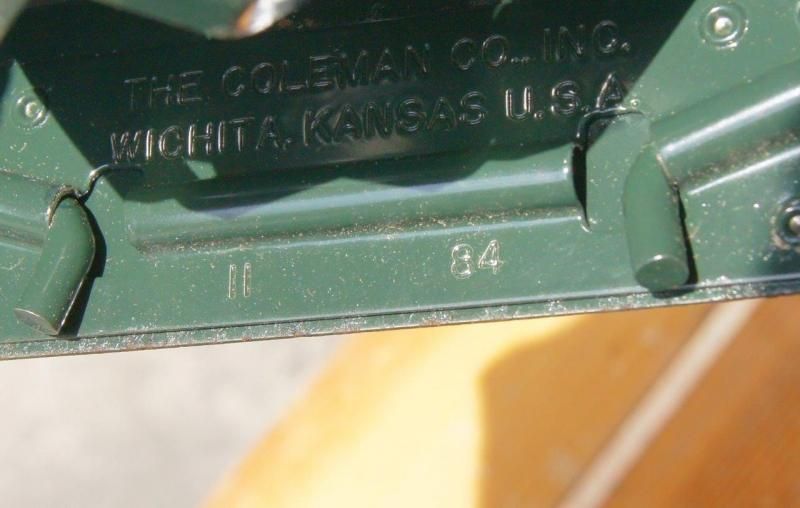 THE COLEMAN CO., INC.
WICHITA, KANSAS U.S.A
11 84